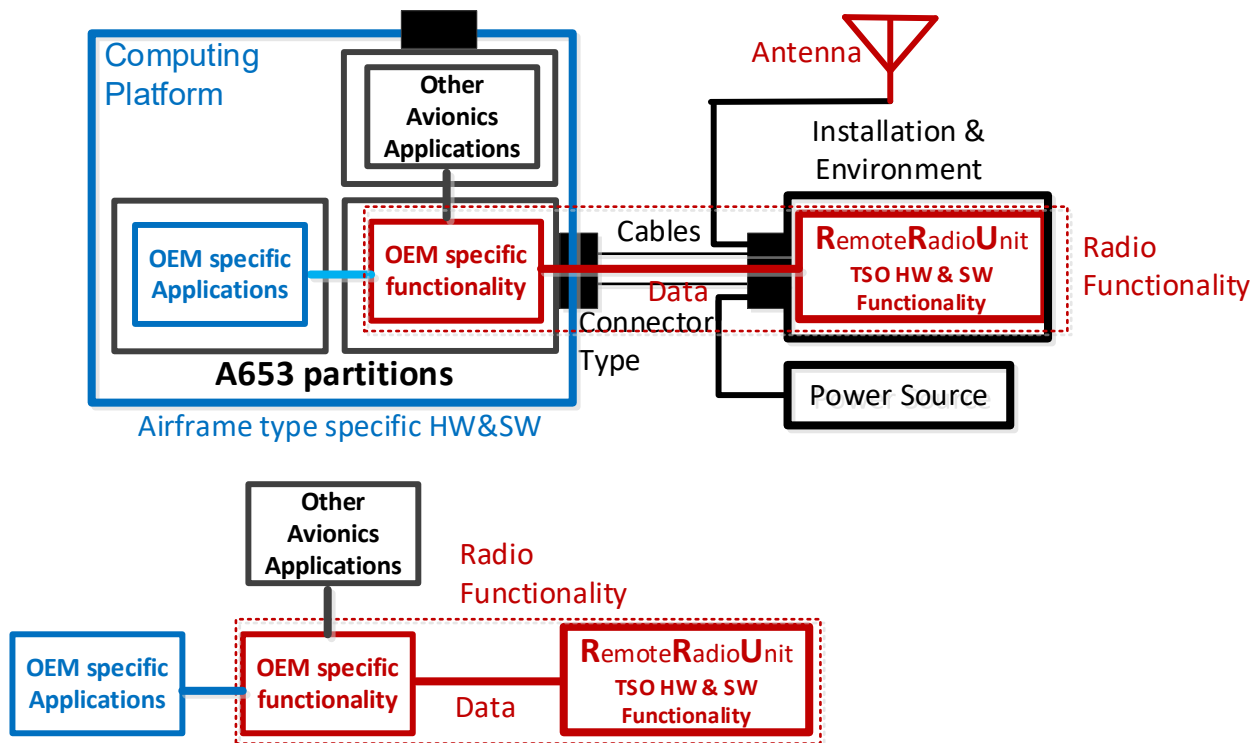 Computing
Platform
Other
Avionics
Applications
Antenna
Installation &
Environment
OEM specific
Applications
OEM specific
functionality
Cables
Data
Connector
Type
RemoteRadioUnit
TSO HW & SW
Functionality
Radio
Functionality
A653 partitions
Power Source
Airframe type specific HW&SW
Other
Avionics
Applications
Radio
Functionality
OEM specific
Applications
OEM specific
functionality
Data
RemoteRadioUnit
TSO HW & SW
Functionality